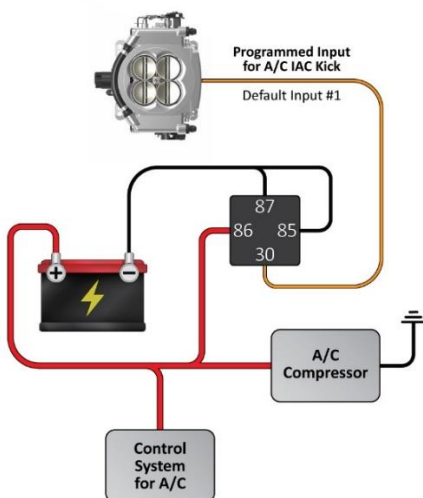 Programmed Input
for A/C IAC Kick
Default Input #1
87
86 85
30
+ −
A/C
Compressor
Control
System
for A/C